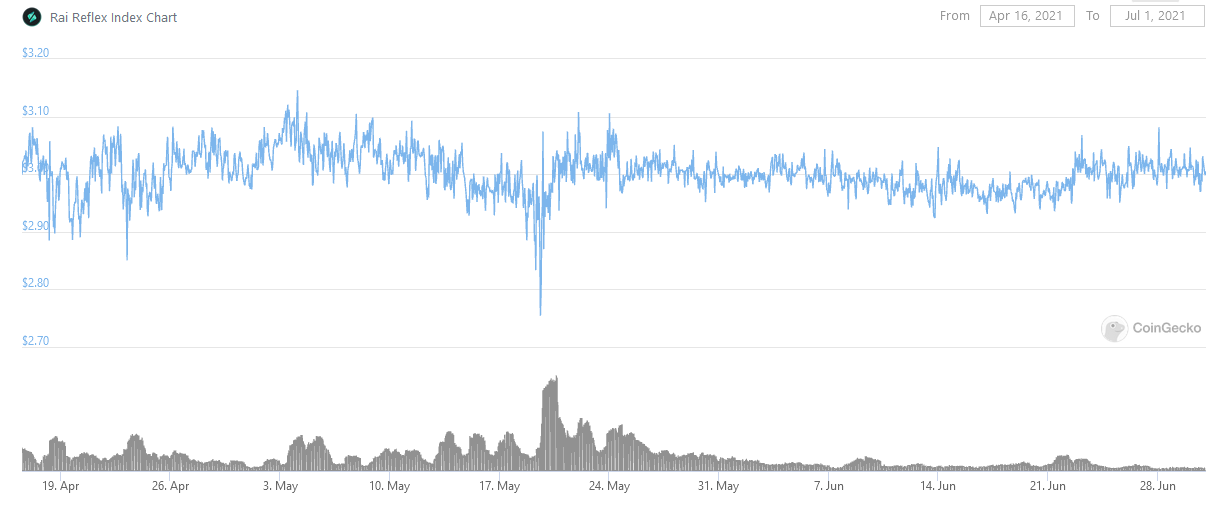 Rai Reflex Index Chart
From Apr 16, 2021 To Jul 1, 2021
$3.20
$3.10
$3.0
$2.90
$2.80
$2.70
CoinGecko
19. Apr 26. Apr 3. May 10. May 17. May 24. May 31. May 7. Jun 14. Jun 21. Jun 28. Jun